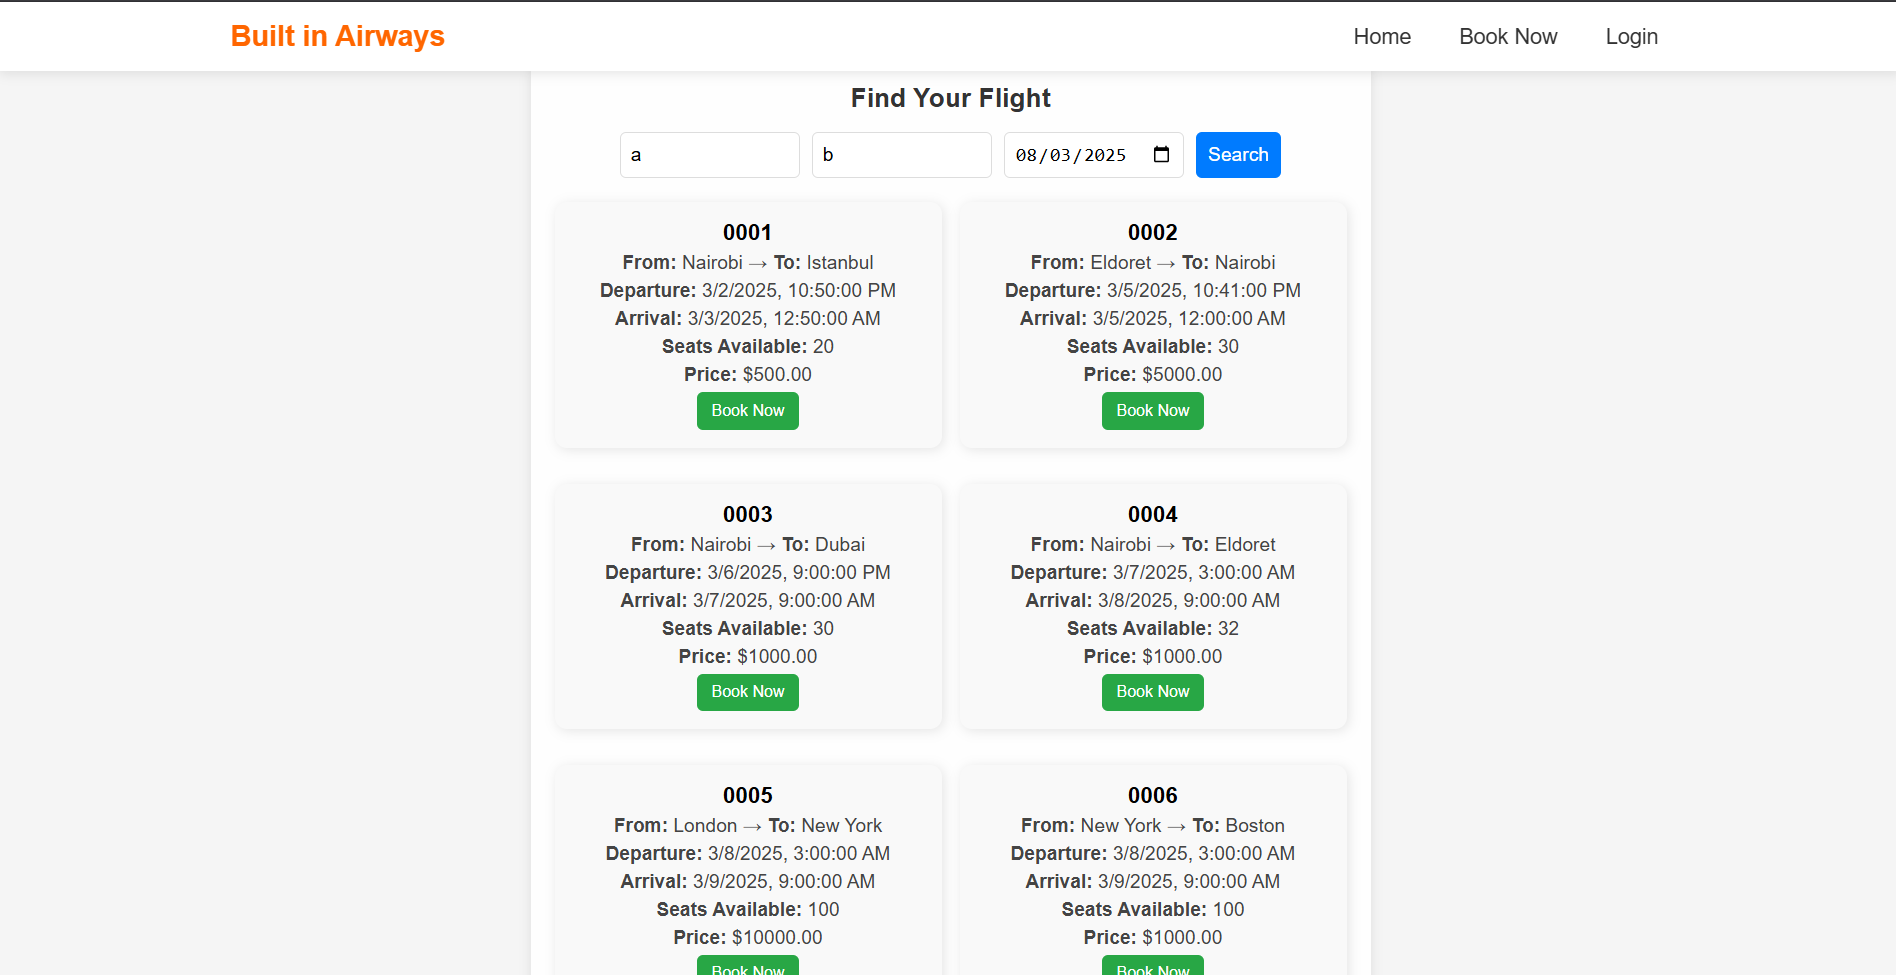 Built in Airways
Home
Book Now
Login
Find Your Flight
a
b
08/03/2025
Search
0001
From: Nairobi → To: Istanbul
Departure: 3/2/2025, 10:50:00 PM
Arrival: 3/3/2025, 12:50:00 AM
Seats Available: 20
Price: $500.00
Book Now
0002
From: Eldoret → To: Nairobi
Departure: 3/5/2025, 10:41:00 PM
Arrival: 3/5/2025, 12:00:00 AM
Seats Available: 30
Price: $5000.00
Book Now
0003
From: Nairobi → To: Dubai
Departure: 3/6/2025, 9:00:00 PM
Arrival: 3/7/2025, 9:00:00 AM
Seats Available: 30
Price: $1000.00
Book Now
0004
From: Nairobi → To: Eldoret
Departure: 3/7/2025, 3:00:00 AM
Arrival: 3/8/2025, 9:00:00 AM
Seats Available: 32
Price: $1000.00
Book Now
0005
From: London → To: New York
Departure: 3/8/2025, 3:00:00 AM
Arrival: 3/9/2025, 9:00:00 AM
Seats Available: 100
Price: $10000.00
Book Now
0006
From: New York → To: Boston
Departure: 3/8/2025, 3:00:00 AM
Arrival: 3/9/2025, 9:00:00 AM
Seats Available: 100
Price: $1000.00
Book Now